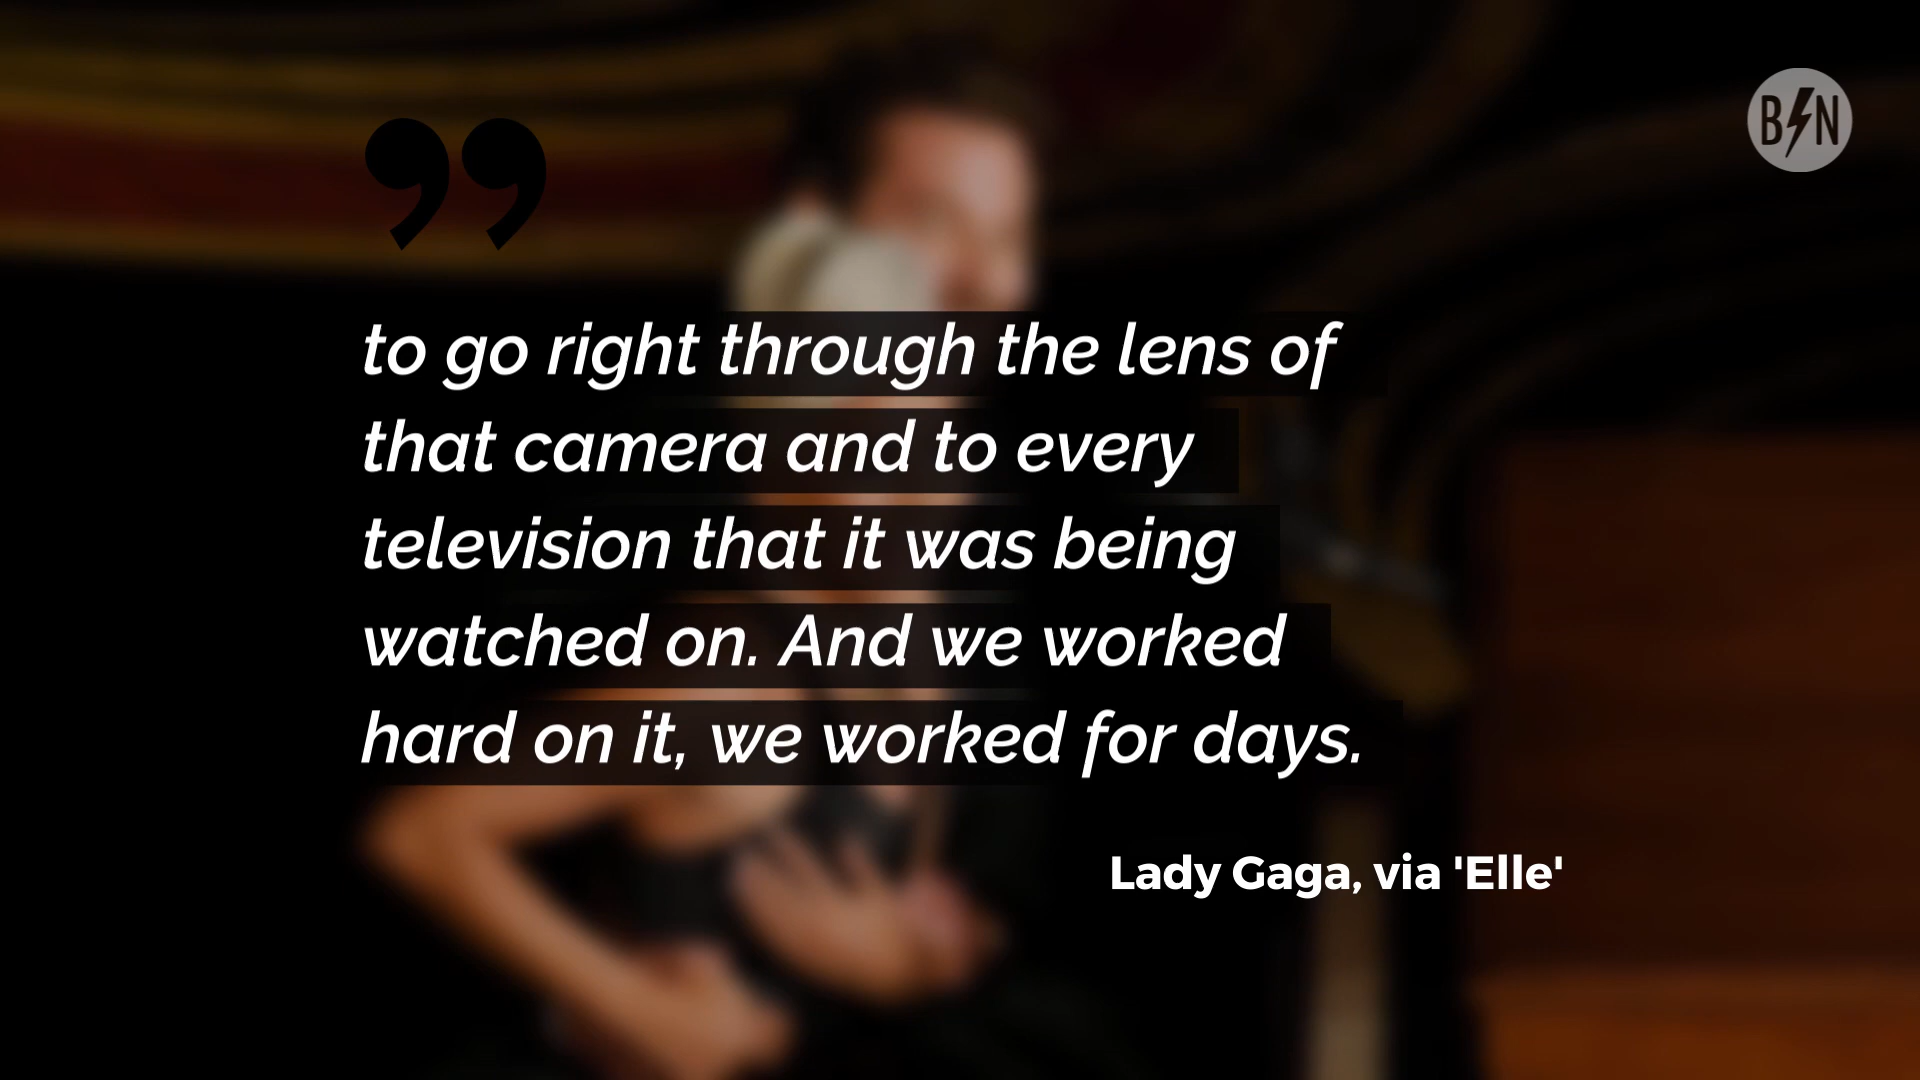 B N
”
to go right through the lens of
that camera and to every
television that it was being
watched on. And we worked
hard on it, we worked for days.
Lady Gaga, via 'Elle'